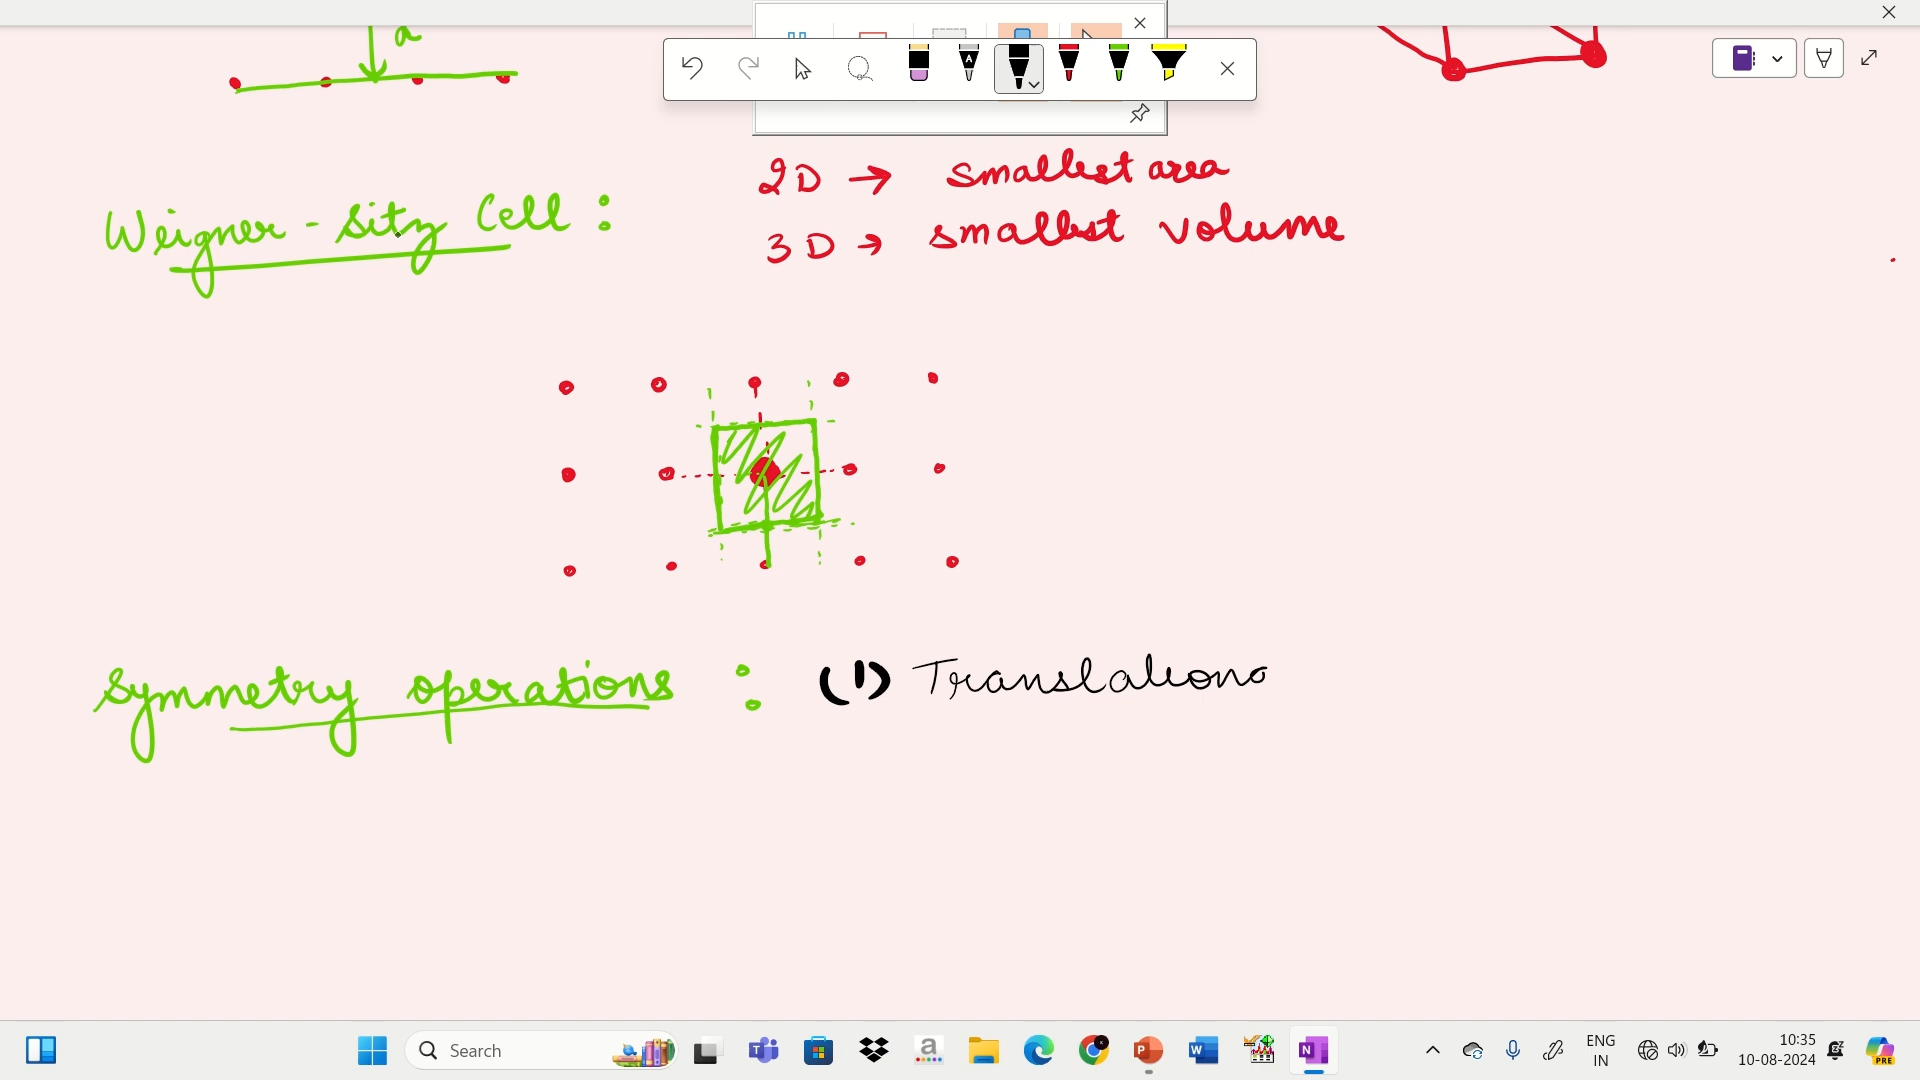 a
2D → Smallest area
Weigner - Sitz Cell :
3D → smallest volume
Symmetry operations : (1) Translationa
Search
ENG
IN
10:35
10-08-2024